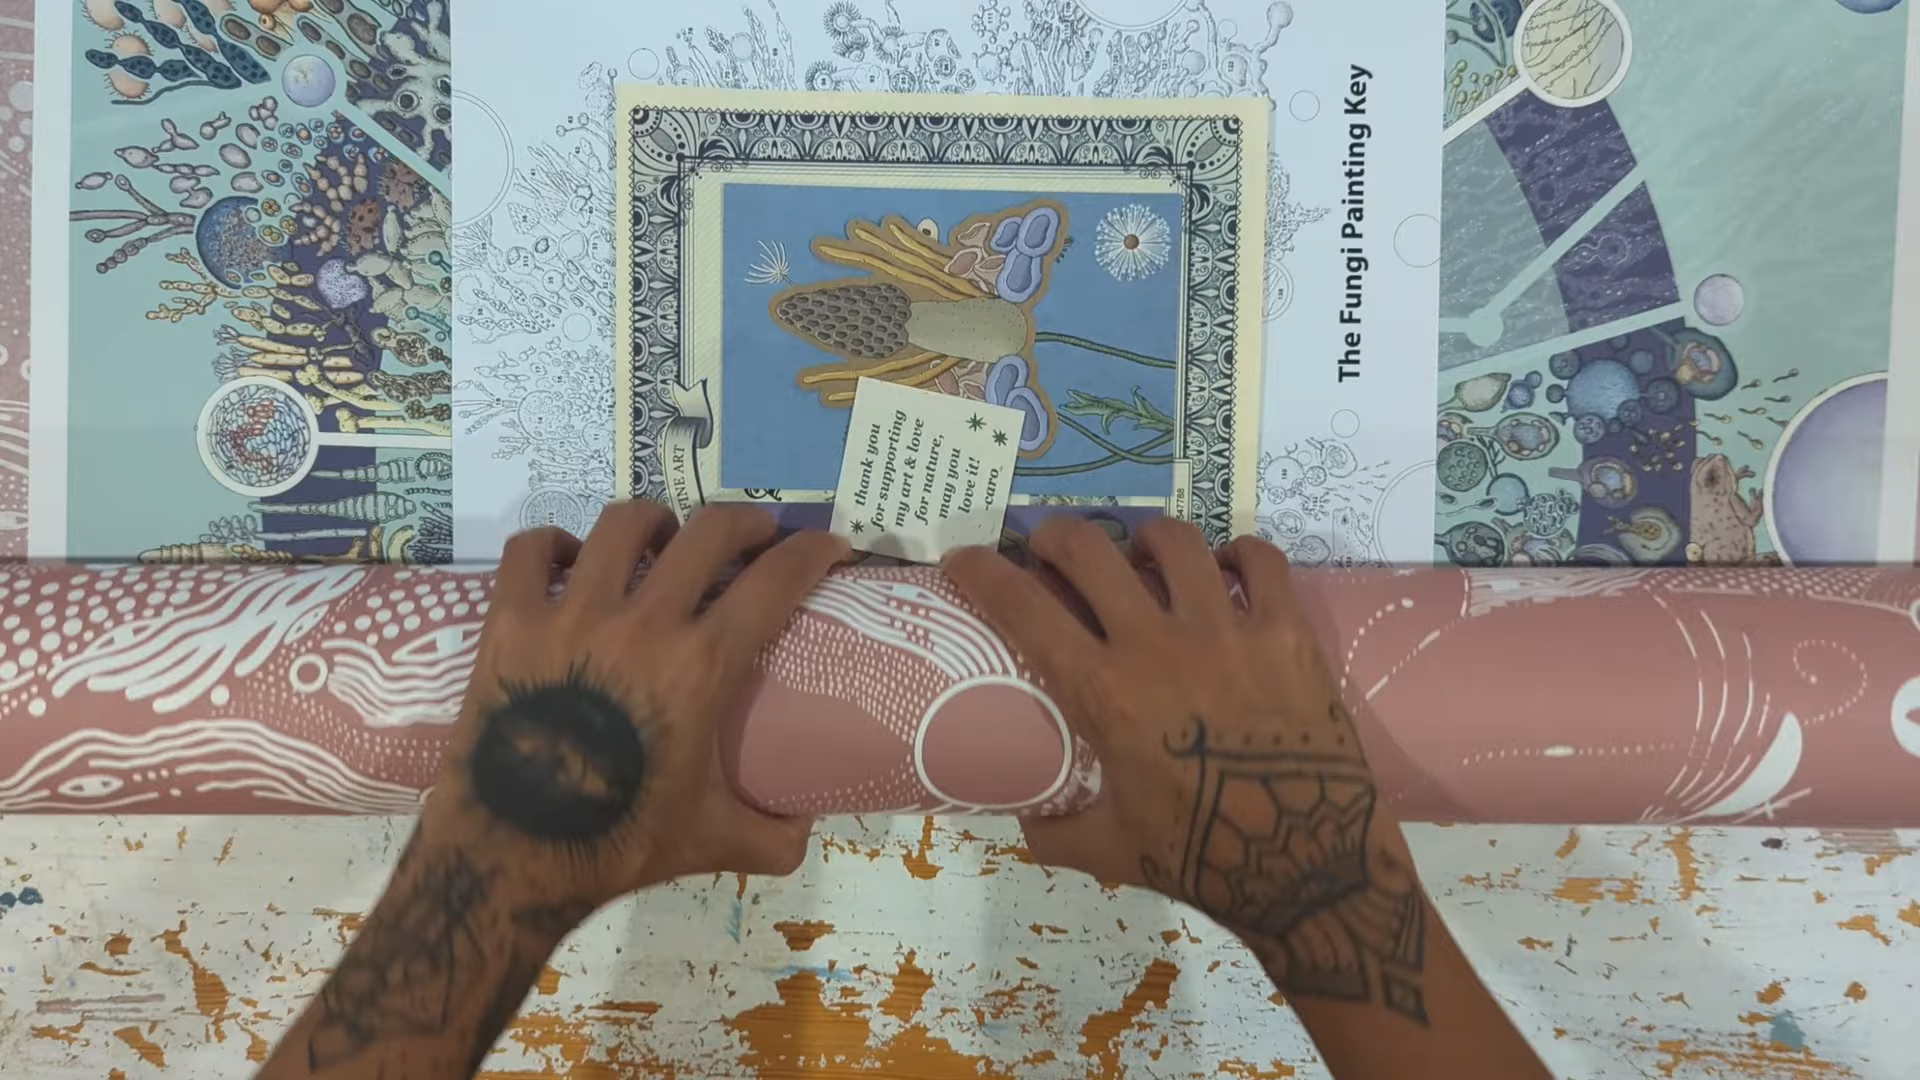 The Fungi Painting Key
FINE ART
thank you
for supporting
my art & love
for nature,
may you
love it!
-caro
547788